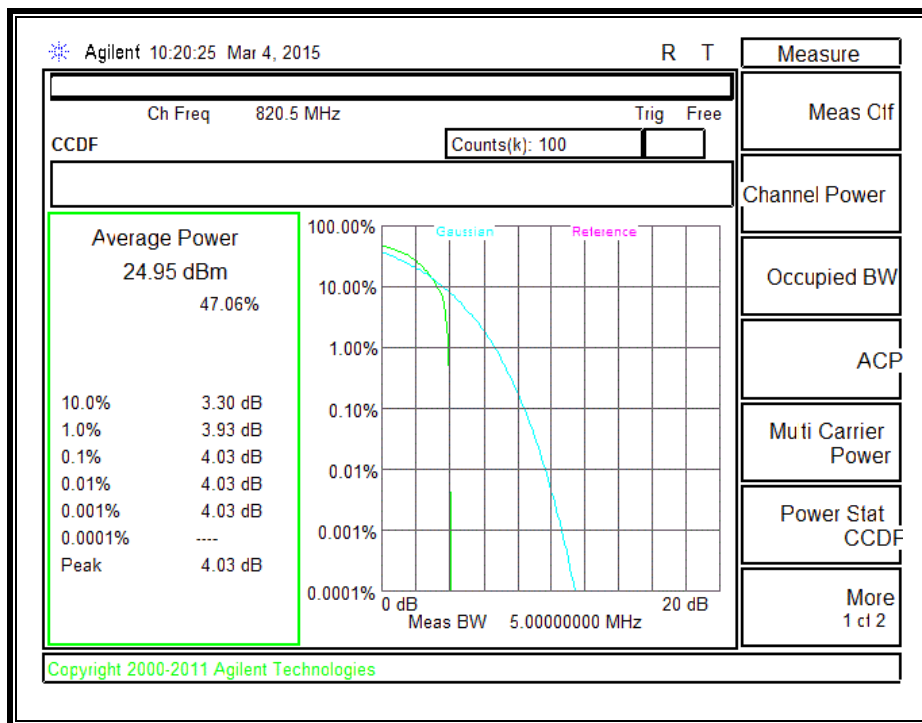 Agilent 10:20:25 Mar 4, 2015
R T
Measure
Ch Freq 820.5 MHz
Trig Free
CCDF
Counts(k): 100
Meas Off
Channel Power
Occupied BW
ACP
Multi Carrier
Power
Power Stat
CCDF
More
1 of 2
Average Power
24.95 dBm
47.06%
10.0% 3.30 dB
1.0% 3.93 dB
0.1% 4.03 dB
0.01% 4.03 dB
0.001% 4.03 dB
0.0001% ----
Peak 4.03 dB
Gaussian
Reference
100.00%
10.00%
1.00%
0.10%
0.01%
0.001%
0.0001%
0 dB
20 dB
Meas BW 5.00000000 MHz
Copyright 2000-2011 Agilent Technologies